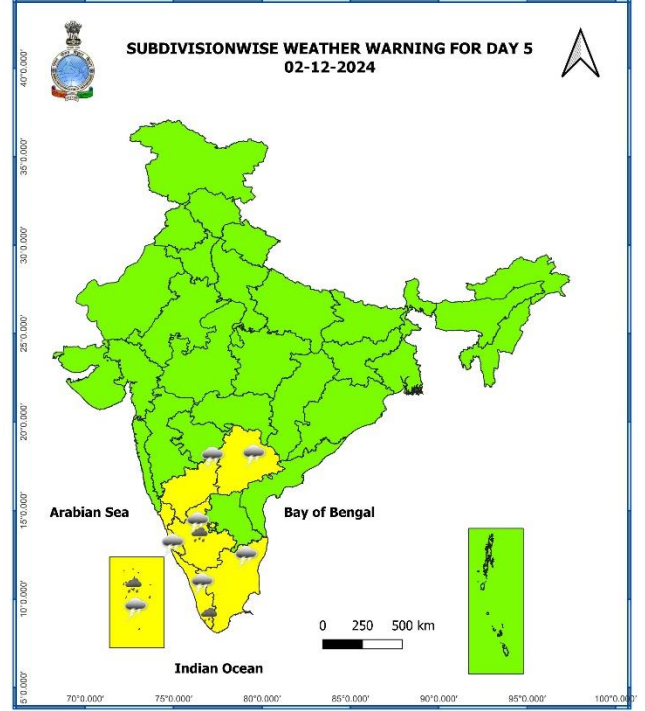 SUBDIVISIONWISE WEATHER WARNING FOR DAY 5
02-12-2024
40°0.000'
35°0.000'
30°0.000'
25°0.000'
20°0.000'
15°0.000'
Arabian Sea
Bay of Bengal
10°0.000'
0 250 500 km
Indian Ocean
5°0.000'
70°0.000' 75°0.000' 80°0.000' 85°0.000' 90°0.000' 95°0.000' 100°0.000'